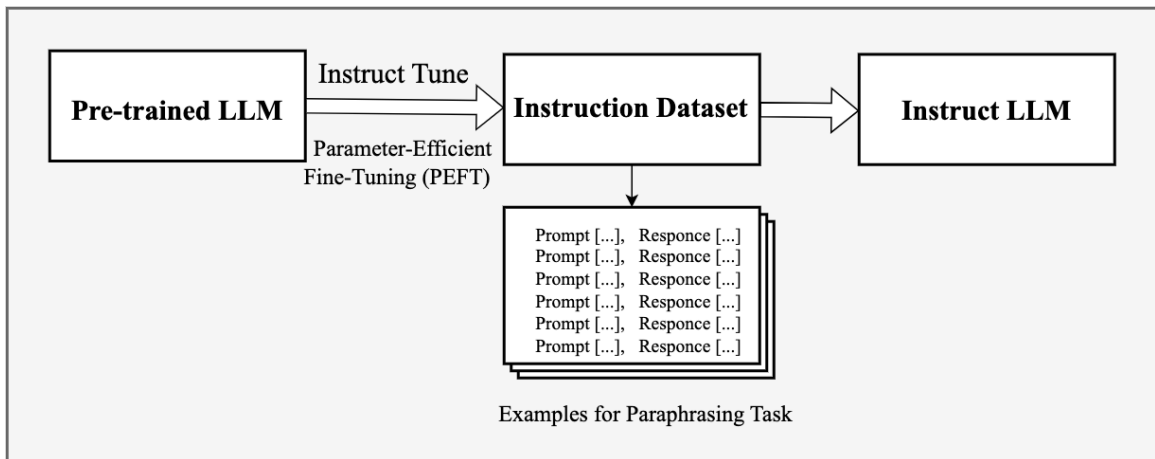 Instruct Tune
Pre-trained LLM
Instruction Dataset
Instruct LLM
Parameter-Efficient
Fine-Tuning (PEFT)
Prompt [...], Responce [...]
Prompt [...], Responce [...]
Prompt [...], Responce [...]
Prompt [...], Responce [...]
Prompt [...], Responce [...]
Prompt [...], Responce [...]
Examples for Paraphrasing Task